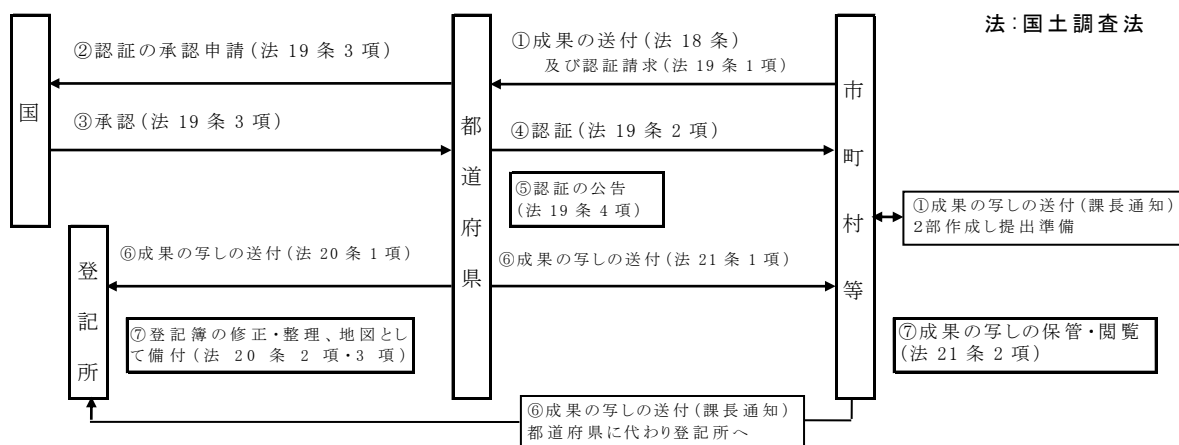 法：国土調査法
②認証の承認申請(法 19 条 3 項)
①成果の送付(法 18 条)
及び認証請求(法 19 条 1 項)
国
③承認(法 19 条 3 項)
都道府県
④認証(法 19 条 2 項)
市町村等
⑤認証の公告
(法 19 条 4 項)
①成果の写しの送付(課長通知)
２部作成し提出準備
登記所
⑥成果の写しの送付(法 20 条 1 項)
⑥成果の写しの送付(法 21 条 1 項)
⑦登記簿の修正・整理、地図とし
て備付(法 20 条 2 項・3 項)
⑦成果の写しの保管・閲覧
(法 21 条 2 項)
⑥成果の写しの送付(課長通知)
都道府県に代わり登記所へ